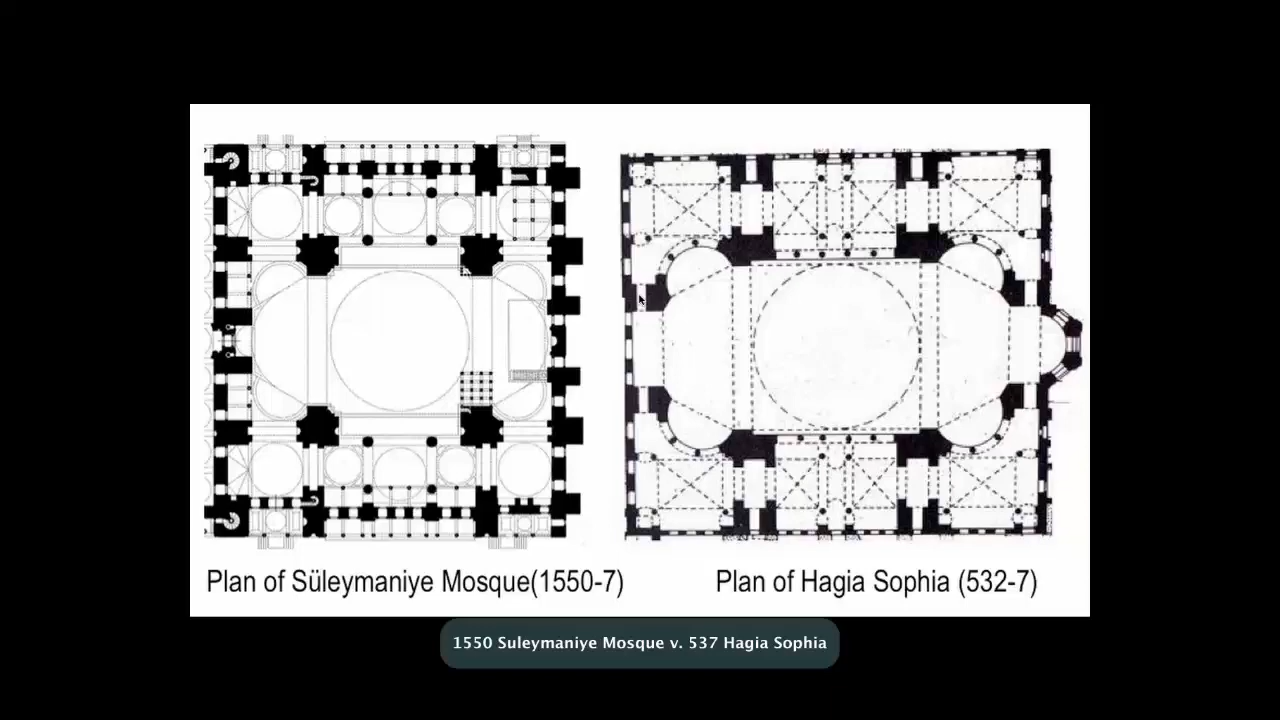 Plan of Süleymaniye Mosque(1550-7)
Plan of Hagia Sophia (532-7)
1550 Suleymaniye Mosque v. 537 Hagia Sophia